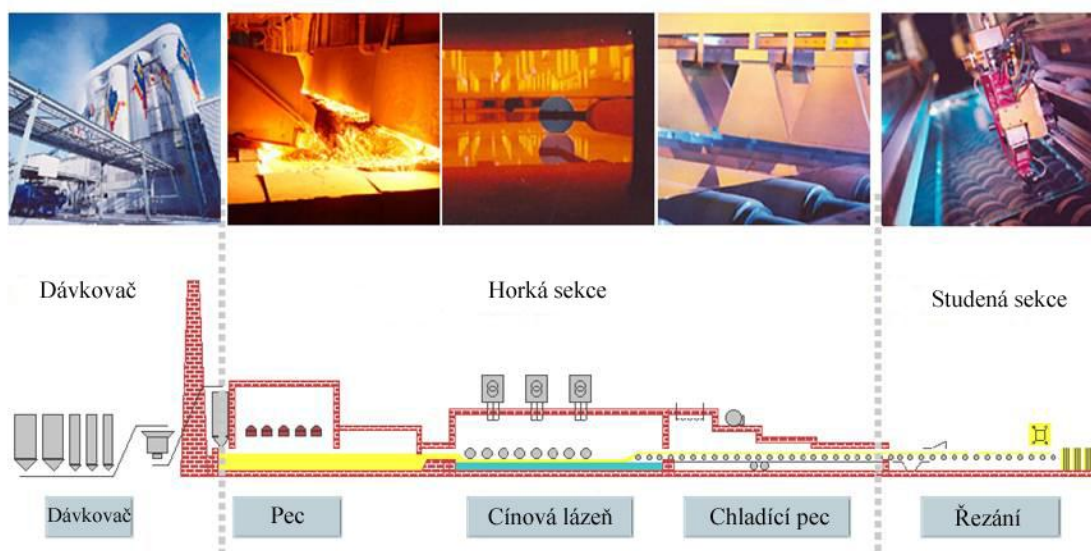 Dávkovač
Horká sekce
Studená sekce
Dávkovač
Pec
Cínová lázeň
Chladící pec
Řezání